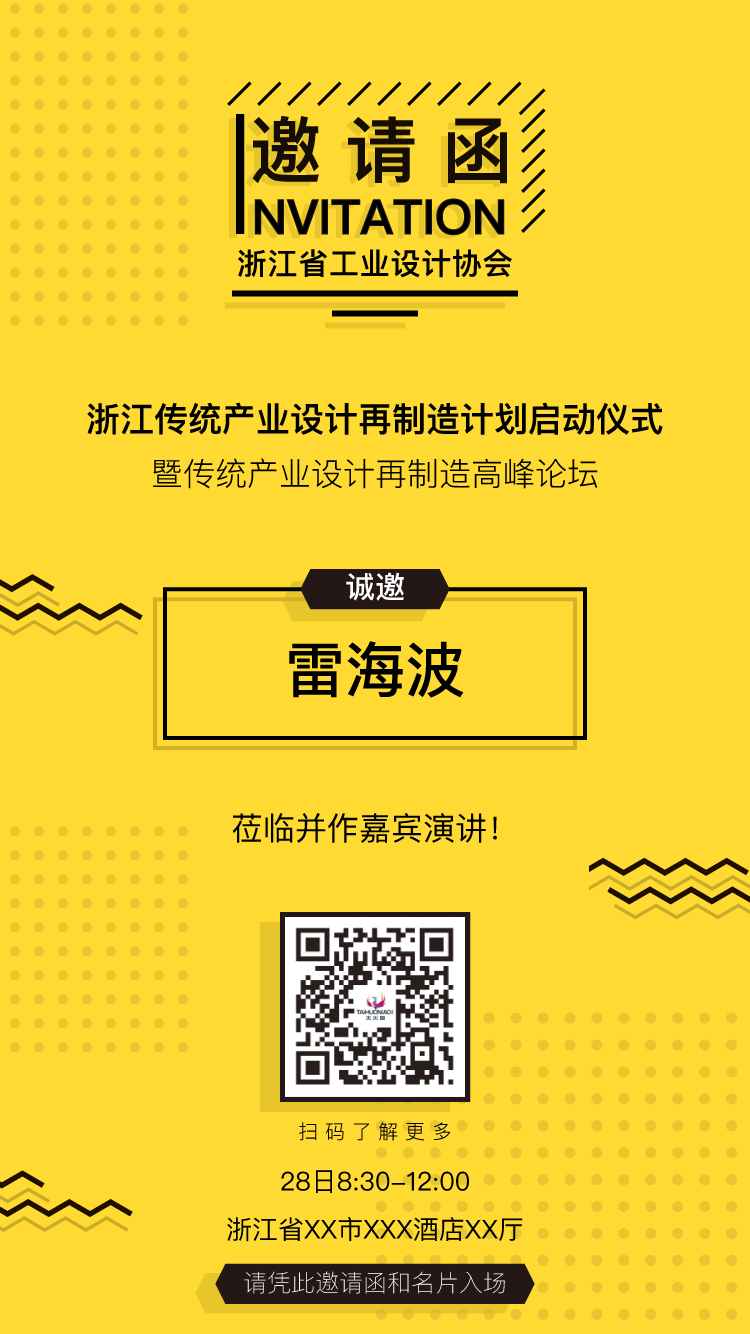 邀请函
INVITATION
浙江省工业设计协会
浙江传统产业设计再制造计划启动仪式
暨传统产业设计再制造高峰论坛
诚邀
雷海波
莅临并作嘉宾演讲！
TAIHUONIAO
太火鸟
扫码了解更多
28日8:30–12:00
浙江省XX市XXX酒店XX厅
请凭此邀请函和名片入场